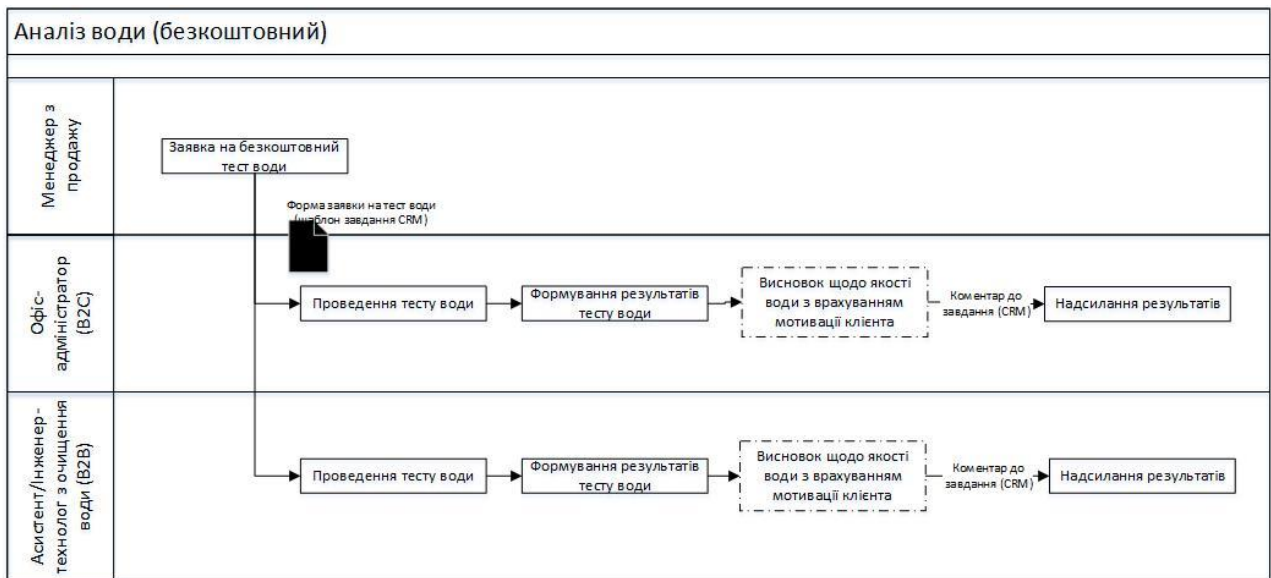 Аналіз води (безкоштовний)
Менеджер з
продажу
Заявка на безкоштовний
тест води
Форма заявки на тест води
(шаблон завдання CRM)
Офіс-
адміністратор
(B2C)
Проведення тесту води
Формування результатів
тесту води
Висновок щодо якості
води з врахуванням
мотивації клієнта
Коментар до
завдання (CRM)
Надсилання результатів
Асистент/інженер-
технолог з очищення
води (B2B)
Проведення тесту води
Формування результатів
тесту води
Висновок щодо якості
води з врахуванням
мотивації клієнта
Коментар до
завдання (CRM)
Надсилання результатів